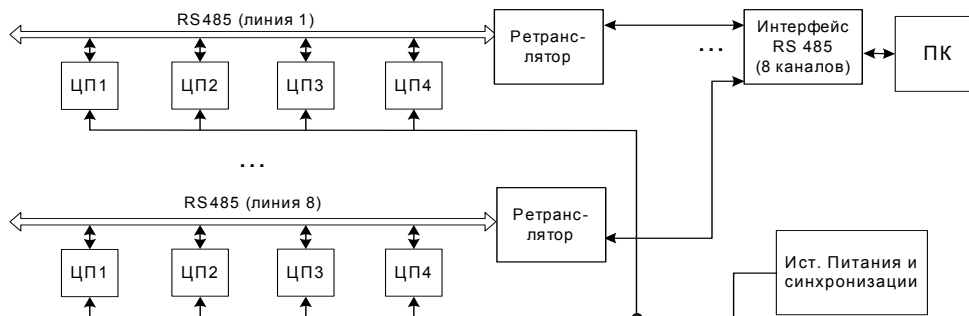 RS485 (линия 1)
Ретранс-
лятор
...
Интерфейс
RS 485
(8 каналов)
ПК
ЦП1
ЦП2
ЦП3
ЦП4
...
RS485 (линия 8)
Ретранс-
лятор
ЦП1
ЦП2
ЦП3
ЦП4
Ист. Питания и
синхронизации